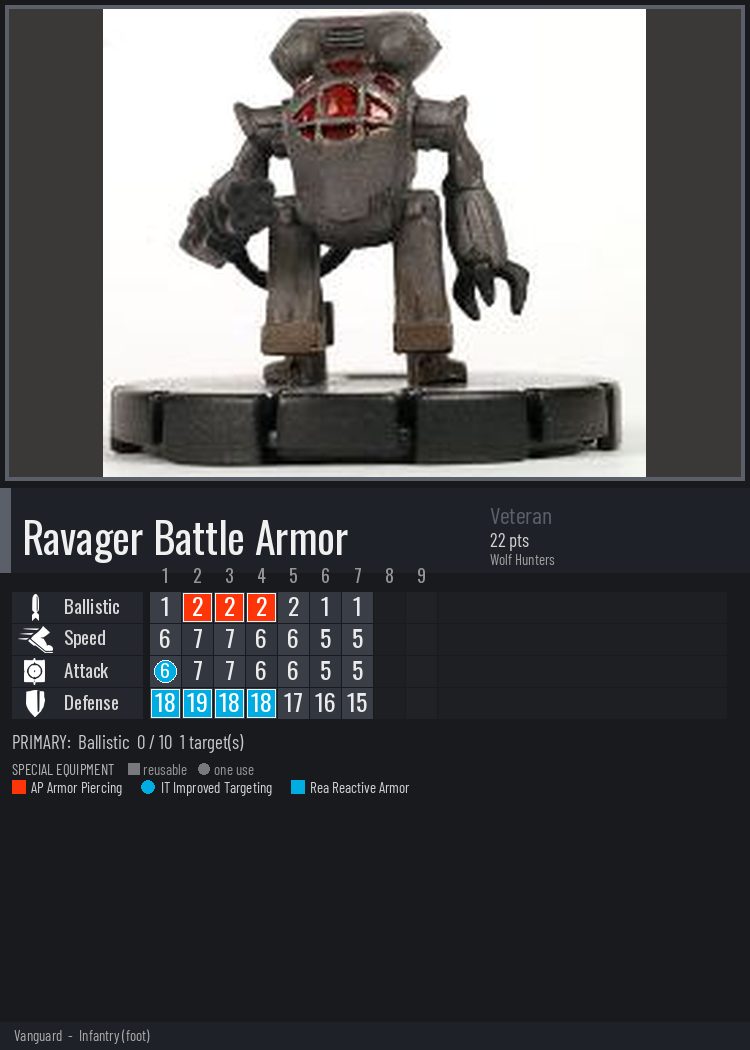 Ravager Battle Armor
Veteran
22 pts
Wolf Hunters
1 2 3 4 5 6 7 8 9
Ballistic 1 2 2 2 2 1 1
Speed 6 7 7 6 6 5 5
Attack 6 7 7 6 6 5 5
Defense 18 19 18 18 17 16 15
PRIMARY: Ballistic 0 / 10 1 target(s)
SPECIAL EQUIPMENT reusable one use
AP Armor Piercing IT Improved Targeting Rea Reactive Armor
Vanguard - Infantry (foot)